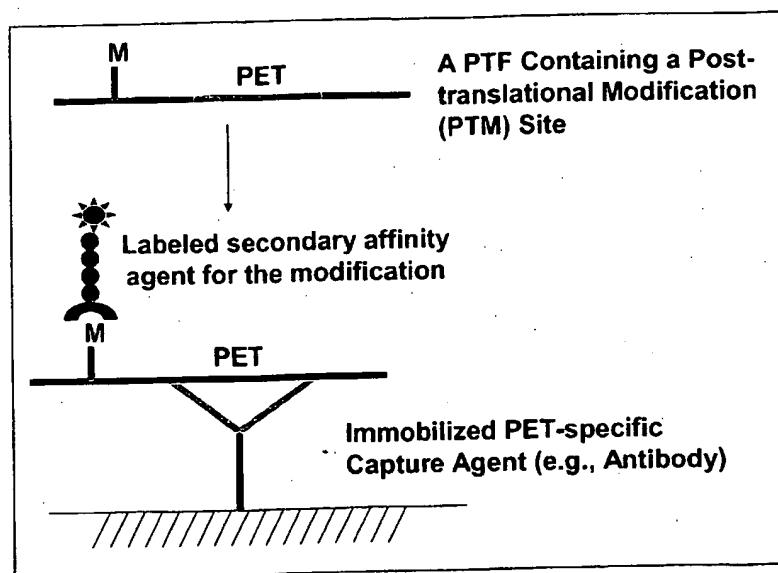 M
PET
A PTF Containing a Post-
translational Modification
(PTM) Site
Labeled secondary affinity
agent for the modification
M
PET
Immobilized PET-specific
Capture Agent (e.g., Antibody)